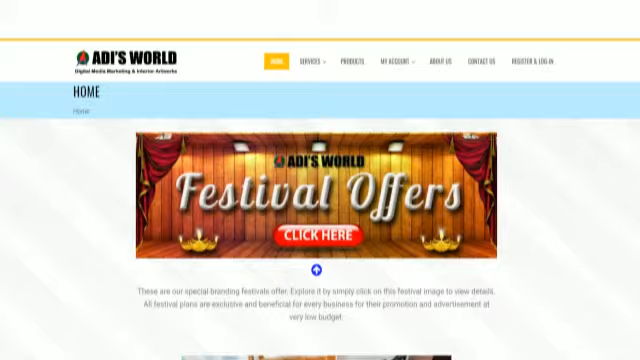 ADI'S WORLD
Digital Media Marketing & Interior Artworks
HOME
SERVICES
PRODUCTS
MY ACCOUNT
ABOUT US
CONTACT US
REGISTER & LOG-IN
HOME
Home
ADI'S WORLD
Festival Offers
CLICK HERE
These are our special branding festivals offer. Explore it by simply click on this festival image to view details.
All festival plans are exclusive and beneficial for every business for their promotion and advertisement at
very low budget.